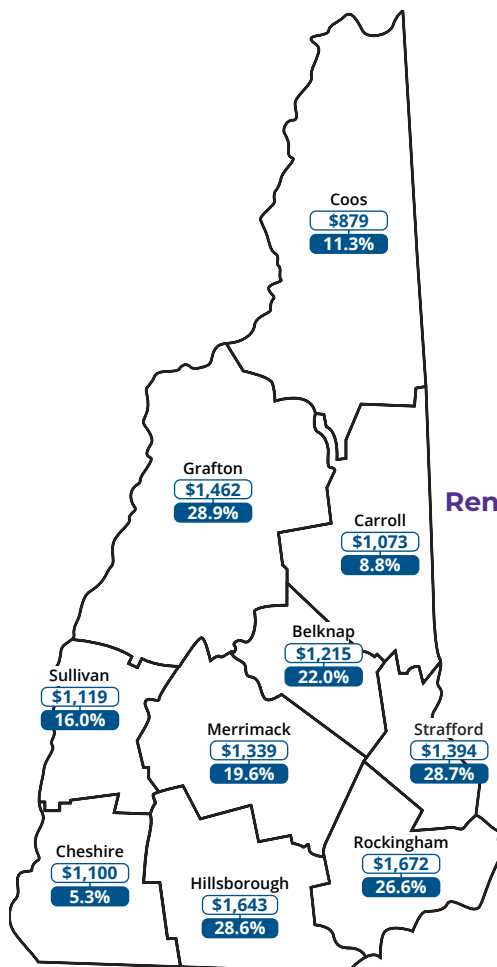 Coos
$879
11.3%
Grafton
$1,462
28.9%
Ren
Carroll
$1,073
8.8%
Belknap
$1,215
22.0%
Sullivan
$1,119
16.0%
Merrimack
$1,339
19.6%
Strafford
$1,394
28.7%
Cheshire
$1,100
5.3%
Hillsborough
$1,643
28.6%
Rockingham
$1,672
26.6%